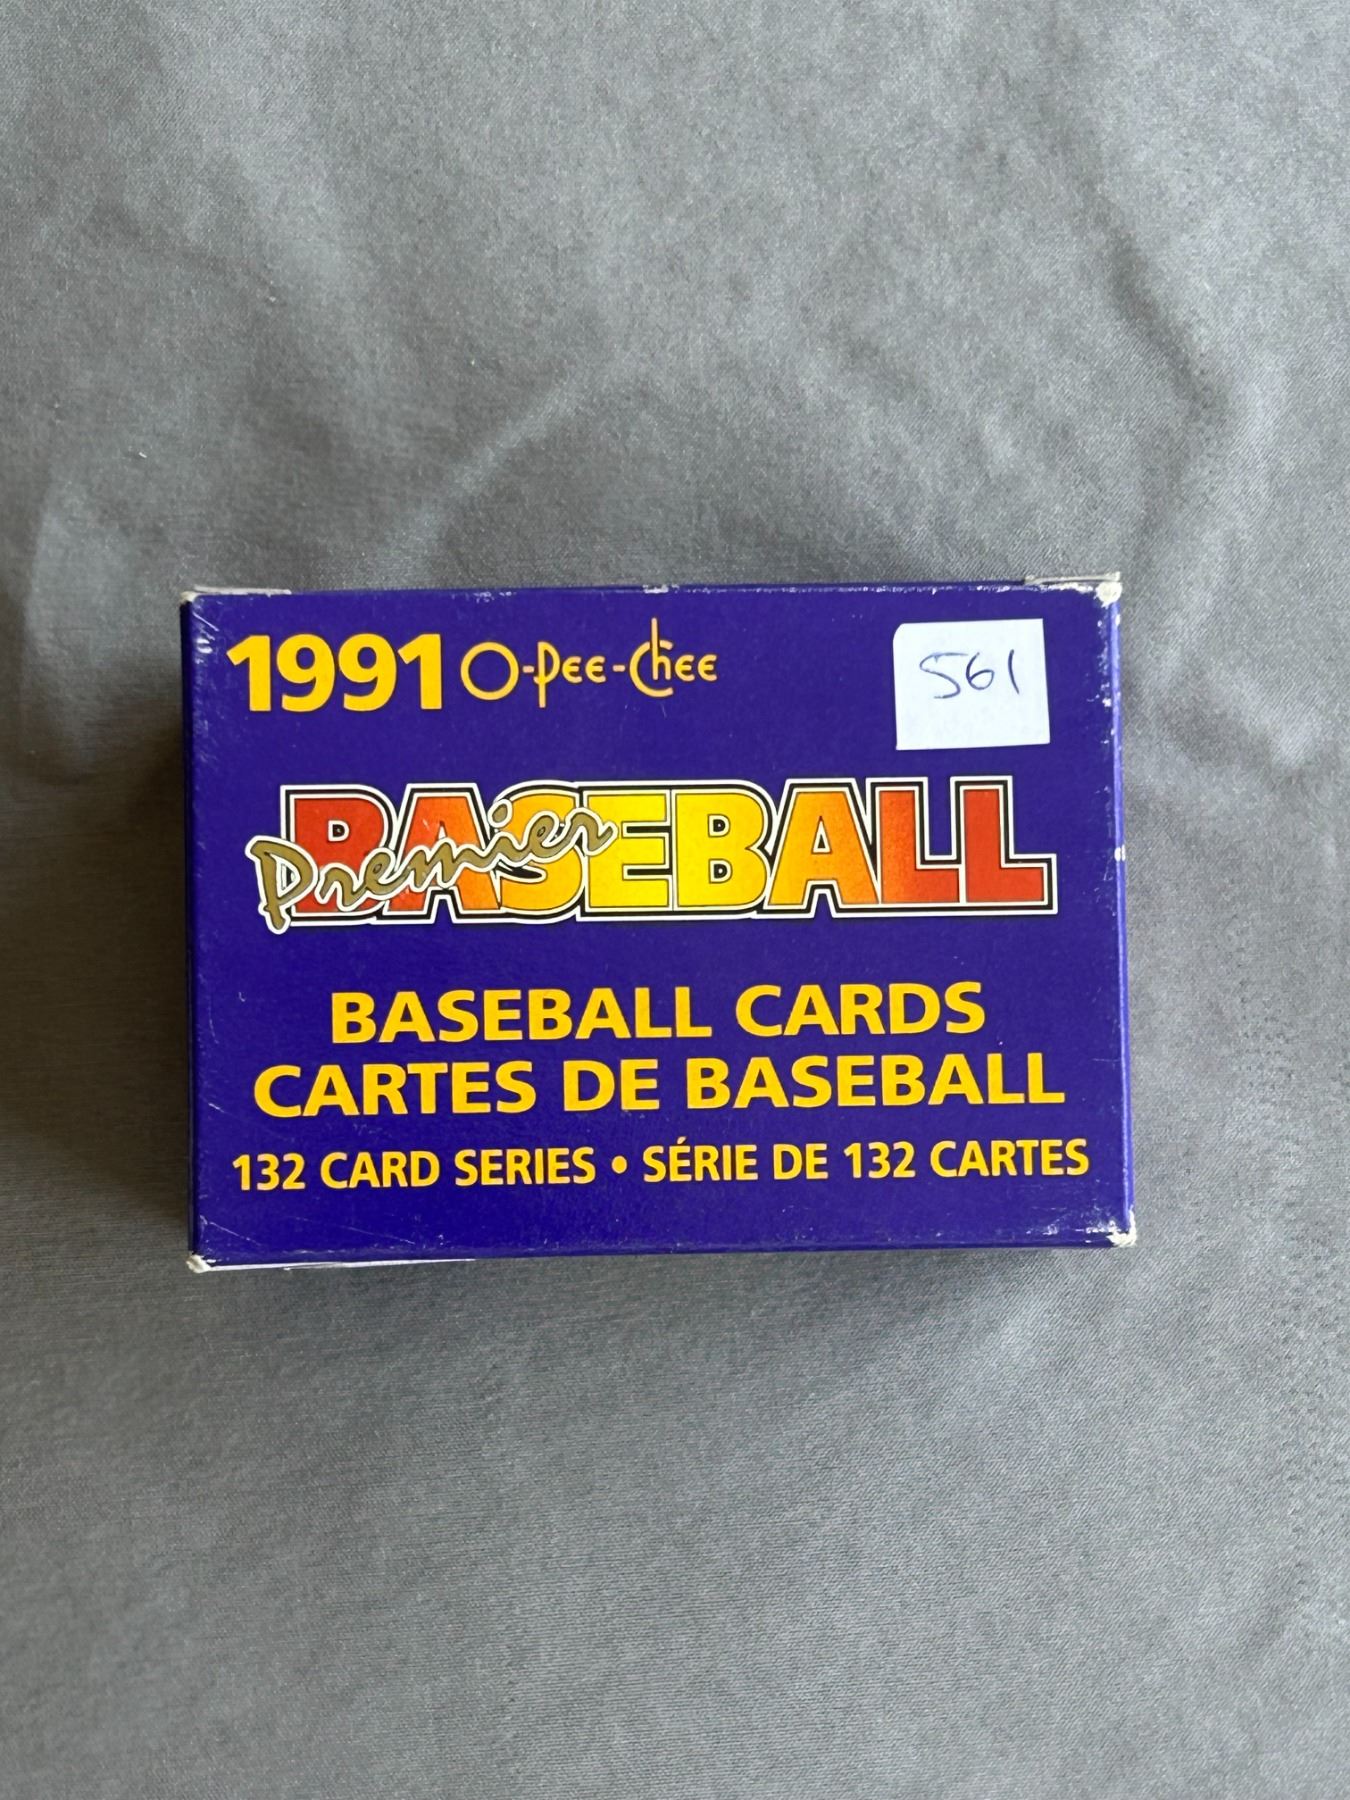 1991 O-Pee-Chee
561
Premier BASEBALL
BASEBALL CARDS
CARTES DE BASEBALL
132 CARD SERIES • SÉRIE DE 132 CARTES